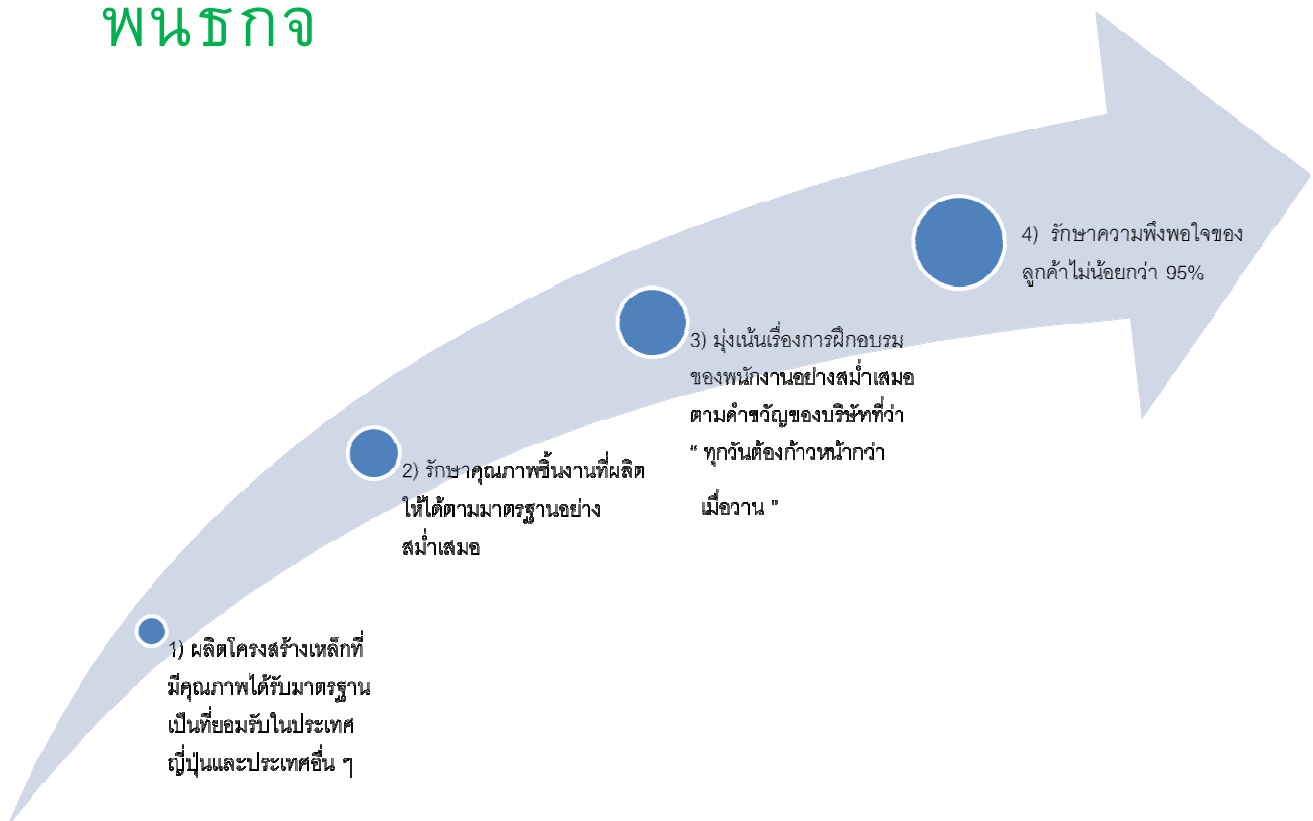 พนธกจ
1) ผลิตโครงสร้างเหล็กที่
มีคุณภาพได้รับมาตรฐาน
เป็นที่ยอมรับในประเทศ
ญี่ปุ่นและประเทศอื่น ๆ
2) รักษาคุณภาพชิ้นงานที่ผลิต
ให้ได้ตามมาตรฐานอย่าง
สม่ำเสมอ
3) มุ่งเน้นเรื่องการฝึกอบรม
ของพนักงานอย่างสม่ำเสมอ
ตามคำขวัญของบริษัทที่ว่า
“ ทุกวันต้องก้าวหน้ากว่า
เมื่อวาน ”
4) รักษาความพึงพอใจของ
ลูกค้าไม่น้อยกว่า 95%